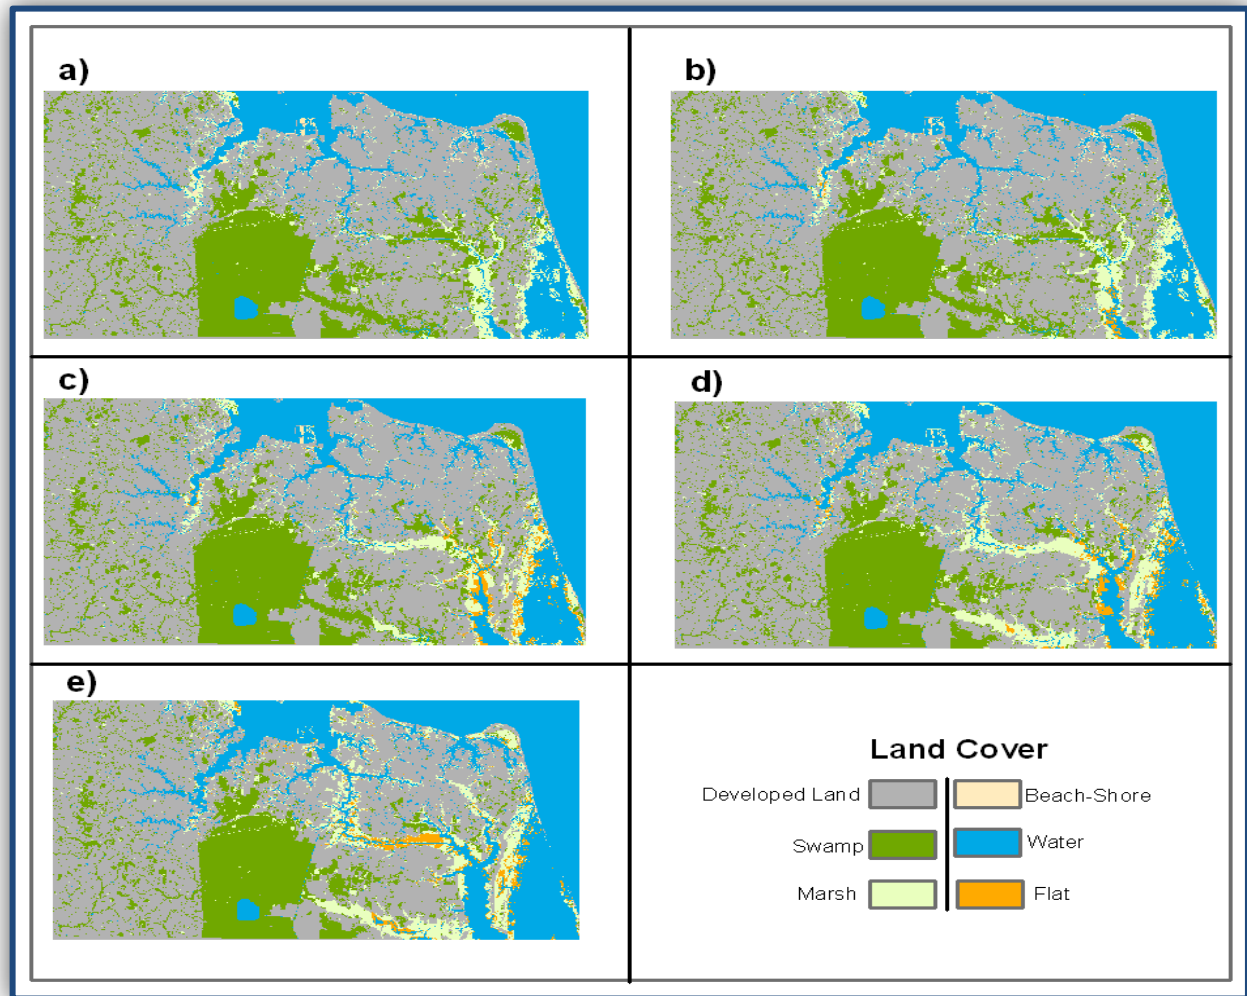 a)
b)
c)
d)
e)
Land Cover
Developed Land
Beach-Shore
Swamp
Water
Marsh
Flat